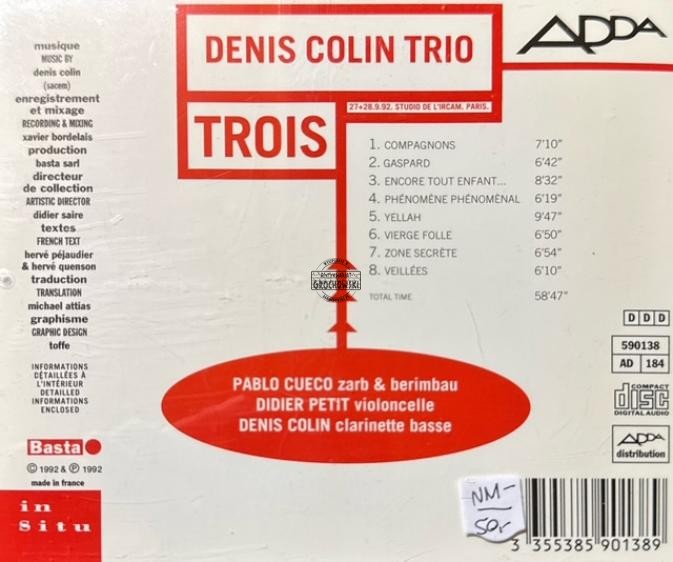 musique
MUSIC BY
denis colin
(sacem)
enregistrement
et mixage
RECORDING & MIXING
xavier bordelais
production
basta sarl
directeur
de collection
ARTISTIC DIRECTOR
didier saire
textes
FRENCH TEXT
hervé péjaudier
& hervé quenson
traduction
TRANSLATION
michael attias
graphisme
GRAPHIC DESIGN
toffe
INFORMATIONS
DÉTAILLÉES À
L'INTÉRIEUR
DETAILED
INFORMATIONS
ENCLOSED
Basta
© 1992 & ℗ 1992
made in france
in
situ
DENIS COLIN TRIO
TROIS
27+28.9.92. STUDIO DE L'IRCAM. PARIS.
ADDA
1. COMPAGNONS 7'10"
2. GASPARD 6'42"
3. ENCORE TOUT ENFANT... 8'32"
4. PHÉNOMÈNE PHÉNOMÈNAL 6'19"
5. YELLAH 9'47"
6. VIERGE FOLLE 6'50"
7. ZONE SECRÈTE 6'54"
8. VEILLÉES 6'10"
TOTAL TIME 58'47"
GROCHOWSKI
PABLO CUECO zarb & berimbau
DIDIER PETIT violoncelle
DENIS COLIN clarinette basse
D D D
590138
AD 184
COMPACT
disc
DIGITAL AUDIO
ADDA
distribution
NM-
50,-
3 355385 901389